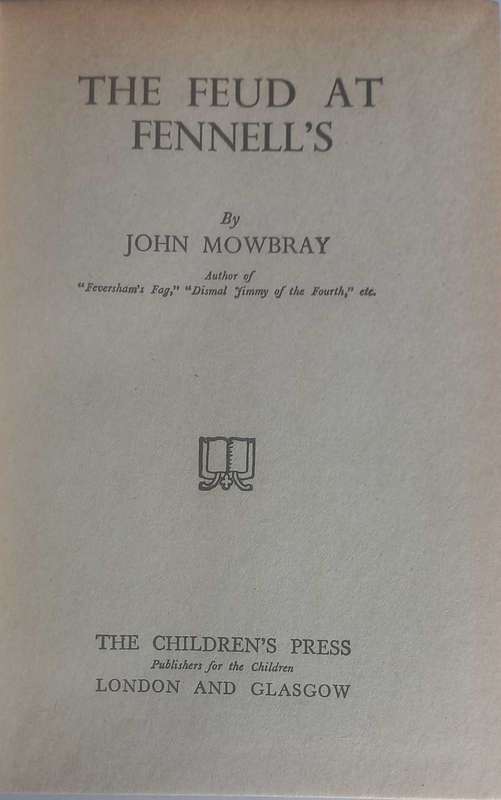 THE FEUD AT
FENNELL'S
By
JOHN MOWBRAY
Author of
"Feversham's Fag," "Dismal Jimmy of the Fourth," etc.
THE CHILDREN'S PRESS
Publishers for the Children
LONDON AND GLASGOW